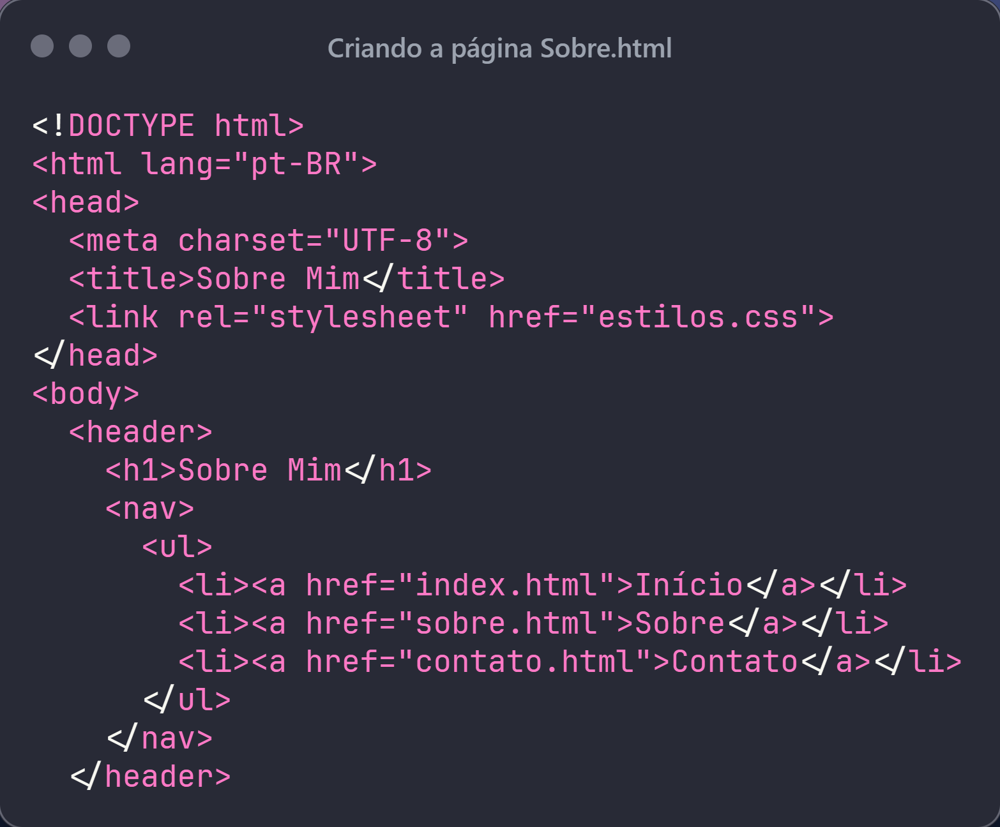 Criando a página Sobre.html
<!DOCTYPE html>
<html lang="pt-BR">
<head>
  <meta charset="UTF-8">
  <title>Sobre Mim</title>
  <link rel="stylesheet" href="estilos.css">
</head>
<body>
  <header>
    <h1>Sobre Mim</h1>
    <nav>
      <ul>
        <li><a href="index.html">Início</a></li>
        <li><a href="sobre.html">Sobre</a></li>
        <li><a href="contato.html">Contato</a></li>
      </ul>
    </nav>
  </header>